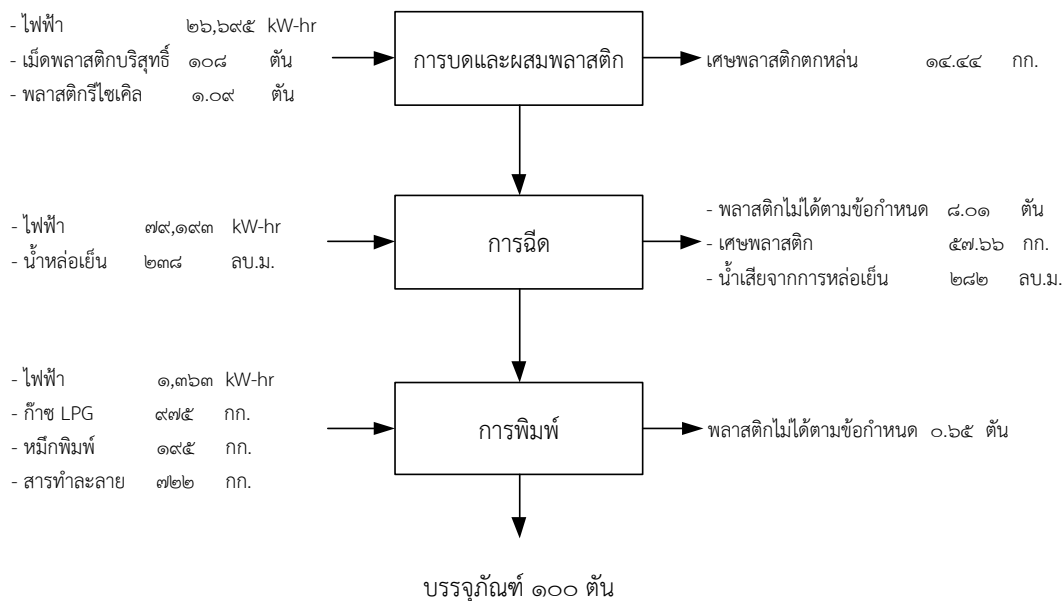 - ไฟฟ้า ๒๖,๖๙๕ kW-hr
- เม็ดพลาสติกบริสุทธิ์ ๑๐๘ ตัน
- พลาสติกรีไซเคิล ๑.๐๙ ตัน
การบดและผสมพลาสติก
เศษพลาสติกตกหล่น ๑๔.๔๔ กก.
- ไฟฟ้า ๗๙,๑๙๓ kW-hr
- น้ำหล่อเย็น ๒๓๘ ลบ.ม.
การฉีด
- พลาสติกไม่ได้ตามข้อกำหนด ๘.๐๑ ตัน
- เศษพลาสติก ๕๗.๖๖ กก.
- น้ำเสียจากการหล่อเย็น ๒๘๒ ลบ.ม.
- ไฟฟ้า ๑,๓๖๓ kW-hr
- ก๊าซ LPG ๙๗๕ กก.
- หมึกพิมพ์ ๑๙๕ กก.
- สารทำละลาย ๗๒๒ กก.
การพิมพ์
พลาสติกไม่ได้ตามข้อกำหนด ๐.๖๕ ตัน
บรรจุภัณฑ์ ๑๐๐ ตัน